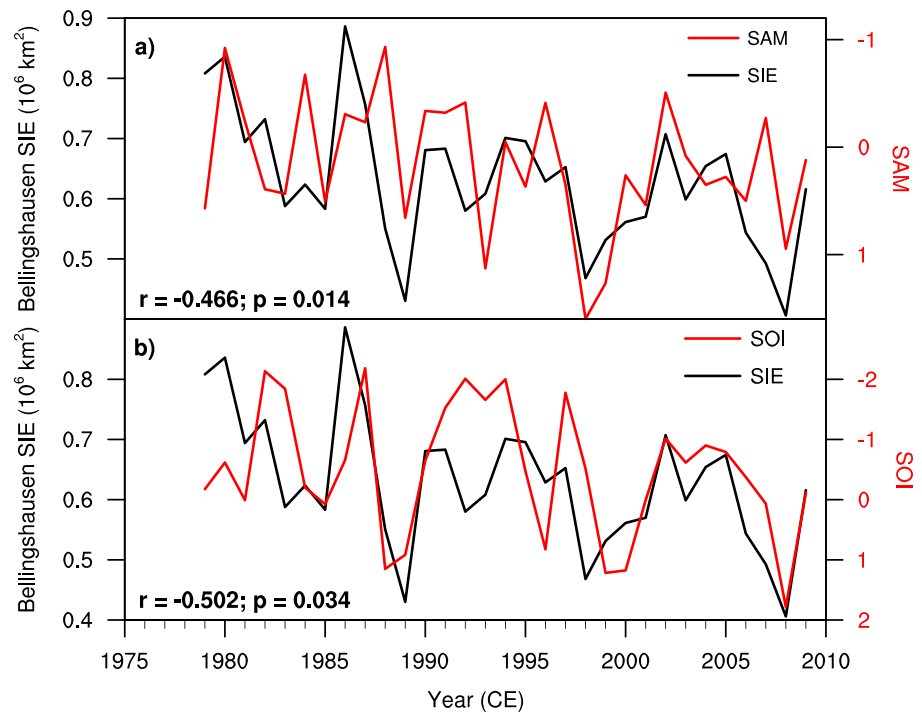 a)
SAM
SIE
0.9
0.8
0.7
0.6
0.5
Bellingshausen SIE (10⁶ km²)
-1
0
1
SAM
r = -0.466; p = 0.014
b)
SOI
SIE
0.8
0.7
0.6
0.5
0.4
Bellingshausen SIE (10⁶ km²)
-2
-1
0
1
2
SOI
r = -0.502; p = 0.034
1975 1980 1985 1990 1995 2000 2005 2010
Year (CE)